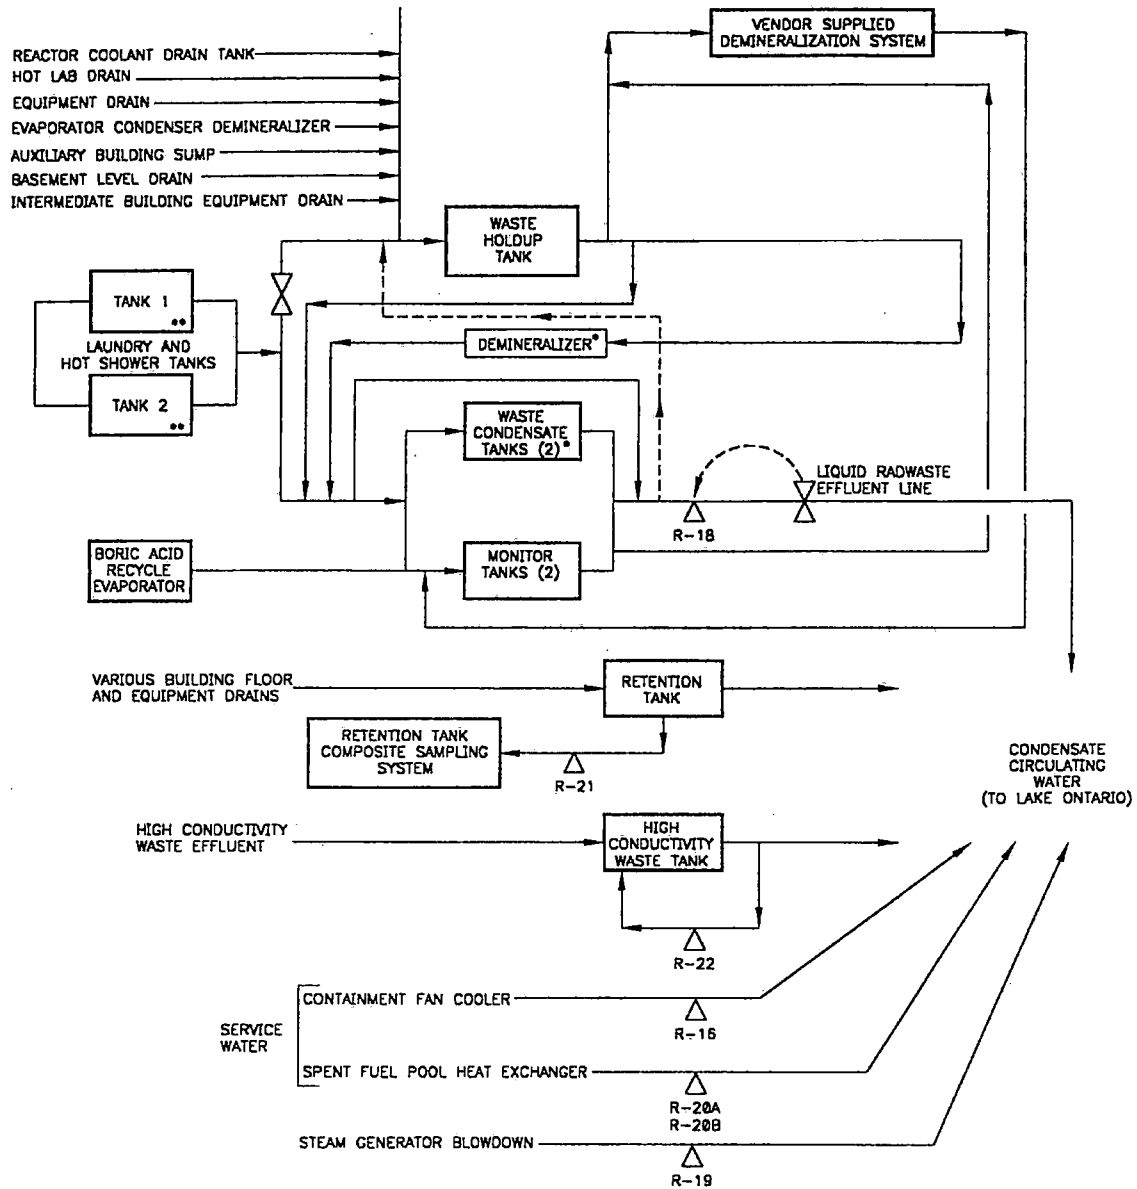 VENDOR SUPPLIED
DEMINERALIZATION SYSTEM
REACTOR COOLANT DRAIN TANK
HOT LAB DRAIN
EQUIPMENT DRAIN
EVAPORATOR CONDENSER DEMINERALIZER
AUXILIARY BUILDING SUMP
BASEMENT LEVEL DRAIN
INTERMEDIATE BUILDING EQUIPMENT DRAIN
WASTE
HOLDUP
TANK
TANK 1
**
LAUNDRY AND
HOT SHOWER TANKS
TANK 2
**
DEMINERALIZER*
WASTE
CONDENSATE
TANKS (2)*
LIQUID RADWASTE
EFFLUENT LINE
R-18
BORIC ACID
RECYCLE
EVAPORATOR
MONITOR
TANKS (2)
VARIOUS BUILDING FLOOR
AND EQUIPMENT DRAINS
RETENTION
TANK
RETENTION TANK
COMPOSITE SAMPLING
SYSTEM
R-21
CONDENSATE
CIRCULATING
WATER
(TO LAKE ONTARIO)
HIGH CONDUCTIVITY
WASTE EFFLUENT
HIGH
CONDUCTIVITY
WASTE TANK
R-22
SERVICE
WATER
CONTAINMENT FAN COOLER
R-16
SPENT FUEL POOL HEAT EXCHANGER
R-20A
R-20B
STEAM GENERATOR BLOWDOWN
R-19